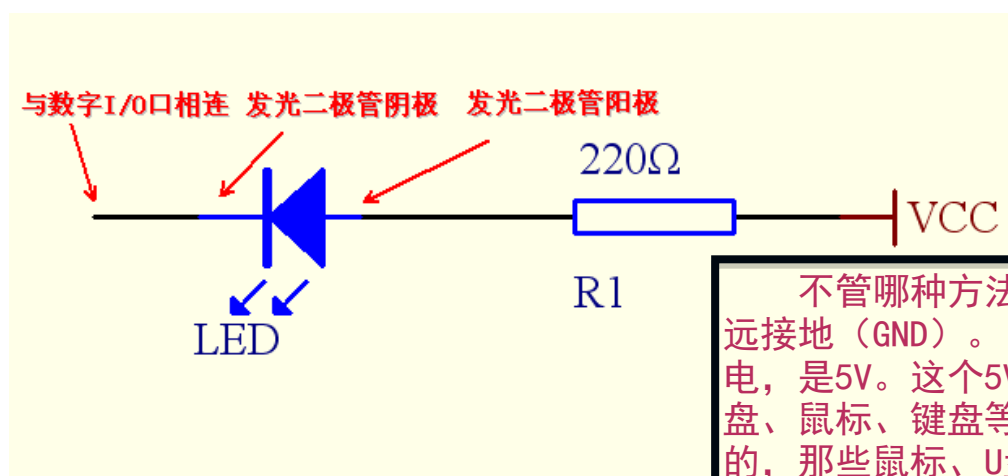 与数字I/O口相连 发光二极管阴极 发光二极管阳极
220Ω
VCC
R1
LED
不管哪种方法
远接地（GND）。
电，是5V。这个5V
盘、鼠标、键盘等
的，那些鼠标、U